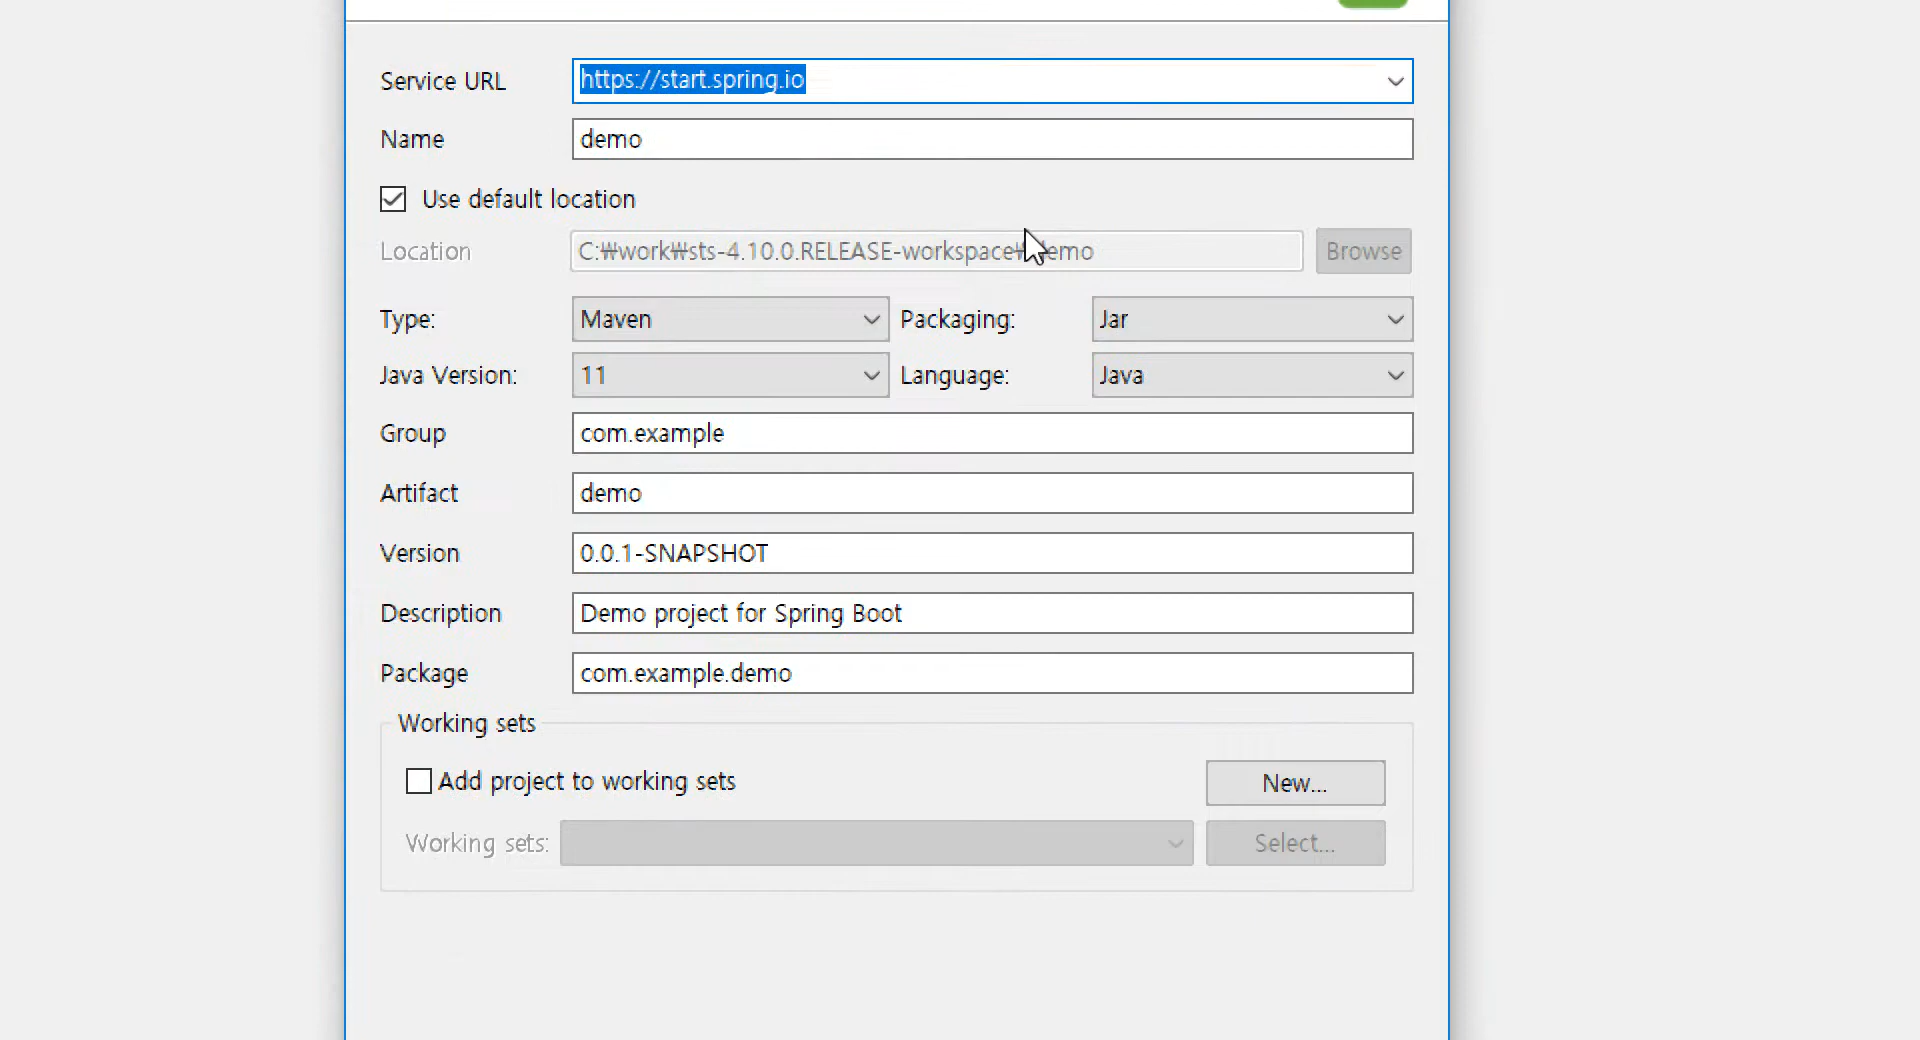 Service URL https://start.spring.io
Name demo
Use default location
Location C:₩work₩sts-4.10.0.RELEASE-workspace₩demo Browse
Type: Maven Packaging: Jar
Java Version: 11 Language: Java
Group com.example
Artifact demo
Version 0.0.1-SNAPSHOT
Description Demo project for Spring Boot
Package com.example.demo
Working sets
Add project to working sets New...
Working sets: Select...